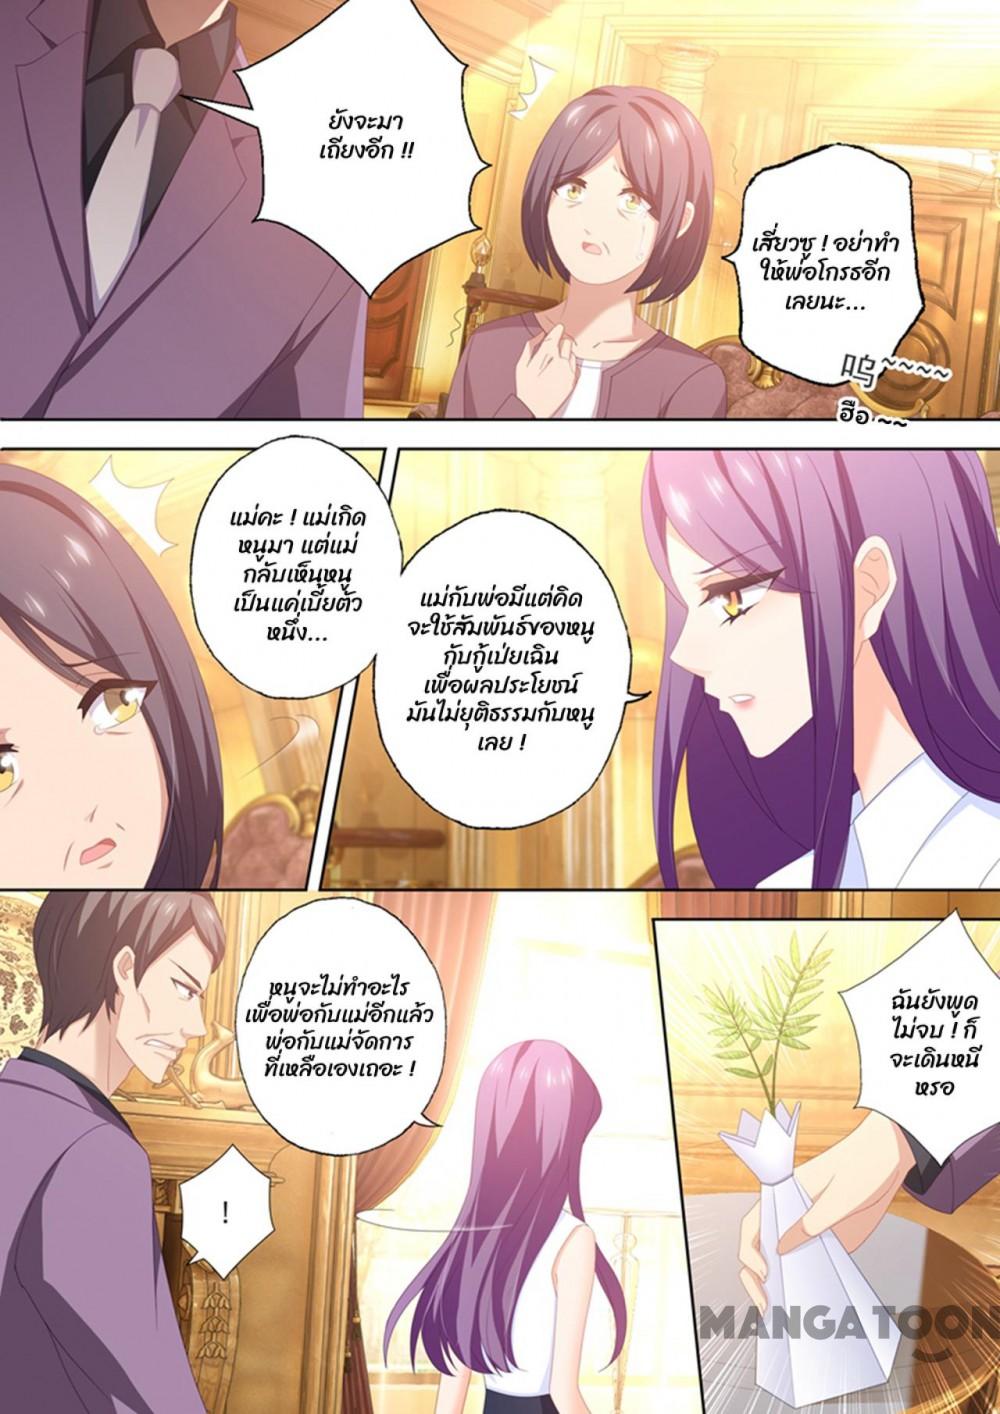 ยังจะมา
เถียงอีก !!
เสี่ยวซู ! อย่าทำ
ให้พ่อโกรธอีก
เลยนะ...
呜~~~~
ฮือ ~~
แม่คะ ! แม่เกิด
หนูมา แต่แม่
กลับเห็นหนู
เป็นแค่เบี้ยตัว
หนึ่ง...
แม่กับพ่อมีแต่คิด
จะใช้สัมพันธ์ของหนู
กับกู้เป่ยเฉิน
เพื่อผลประโยชน์
มันไม่ยุติธรรมกับหนู
เลย !
หนูจะไม่ทำอะไร
เพื่อพ่อกับแม่อีกแล้ว
พ่อกับแม่จัดการ
ที่เหลือเองเถอะ !
!
ฉันยังพูด
ไม่จบ ! ก็
จะเดินหนี
หรอ
MANGATOON